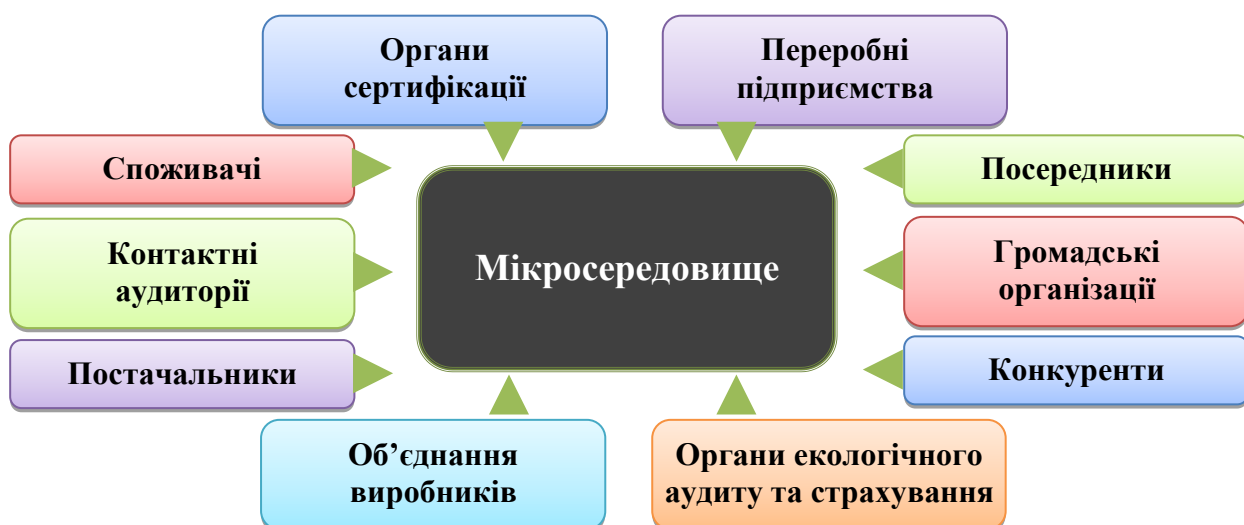 Органи
сертифікації
Переробні
підприємства
Споживачі
Посередники
Контактні
аудиторії
Мікросередовище
Громадські
організації
Постачальники
Конкуренти
Об’єднання
виробників
Органи екологічного
аудиту та страхування